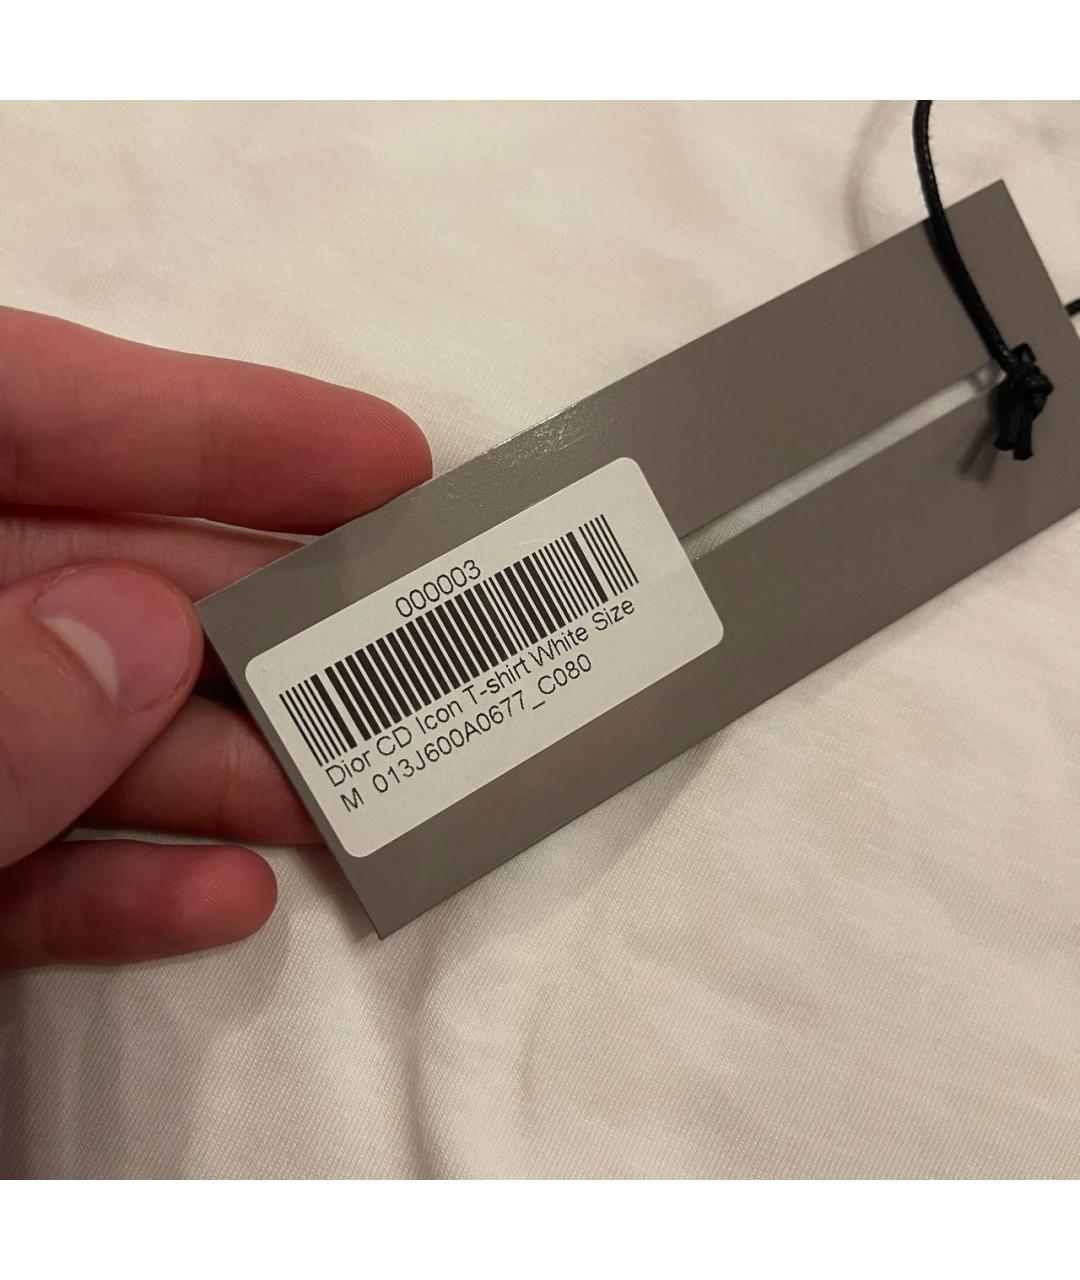 000003
Dior CD Icon T-shirt White Size
M 013J600A0677_C080